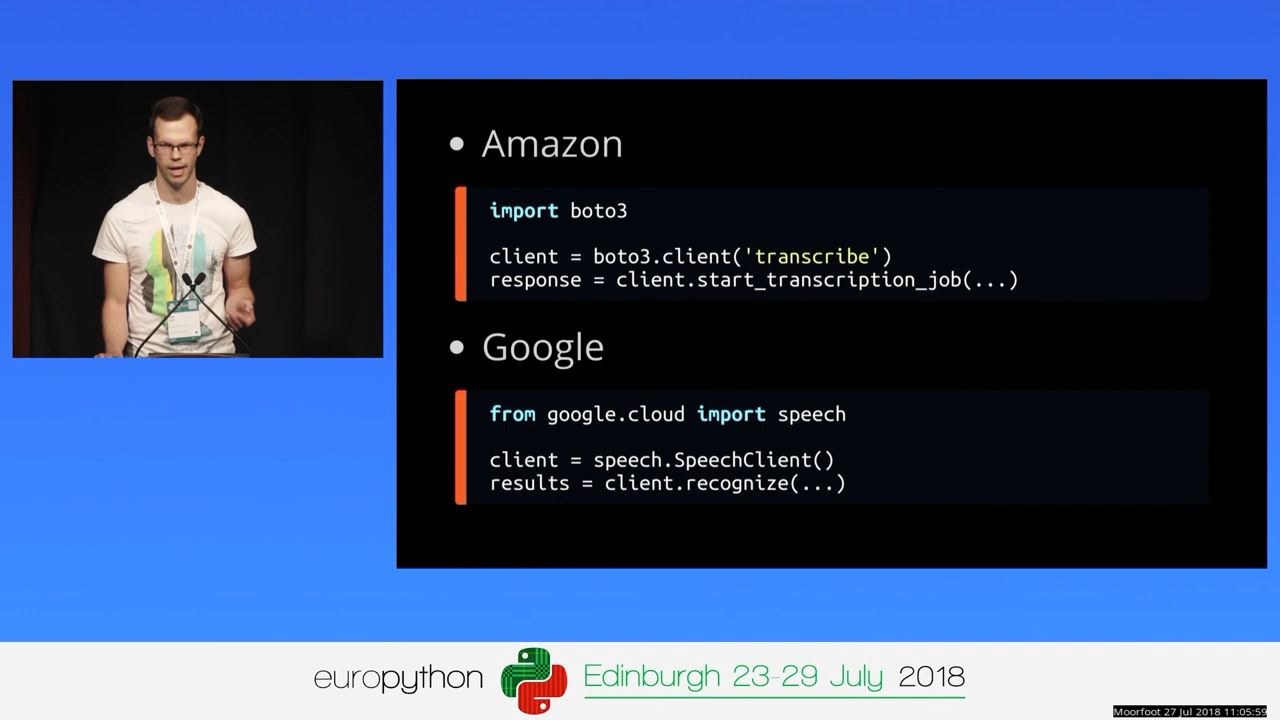 • Amazon
import boto3
client = boto3.client('transcribe')
response = client.start_transcription_job(...)
• Google
from google.cloud import speech
client = speech.SpeechClient()
results = client.recognize(...)
europython Edinburgh 23-29 July 2018
Moorfoot 27 Jul 2018 11:05:59